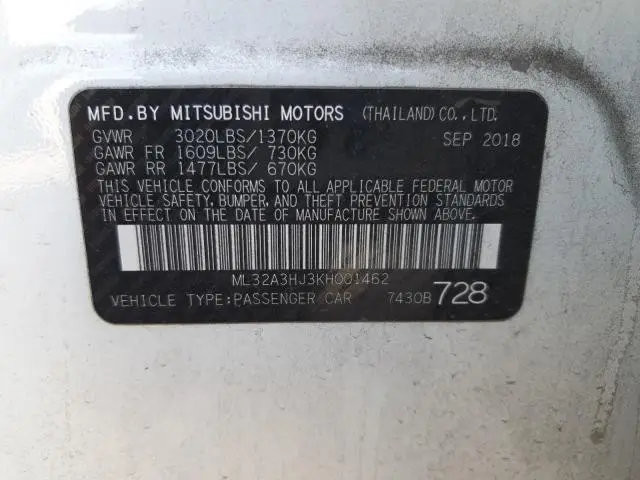 MFD. BY MITSUBISHI MOTORS (THAILAND) CO., LTD.
GVWR 3020LBS/1370KG SEP 2018
GAWR FR 1609LBS/ 730KG
GAWR RR 1477LBS/ 670KG
THIS VEHICLE CONFORMS TO ALL APPLICABLE FEDERAL MOTOR
VEHICLE SAFETY, BUMPER, AND THEFT PREVENTION STANDARDS
IN EFFECT ON THE DATE OF MANUFACTURE SHOWN ABOVE.
ML32A3HJ3KH001462
VEHICLE TYPE:PASSENGER CAR 7430B 728